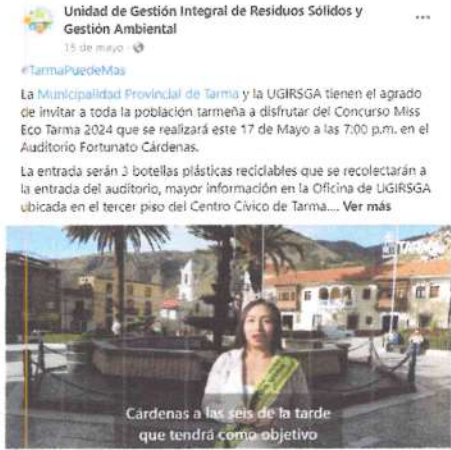 Unidad de Gestión Integral de Residuos Sólidos y
Gestión Ambiental
15 de mayo ·
#TarmaPuedeMas
La Municipalidad Provincial de Tarma y la UGIRSGA tienen el agrado
de invitar a toda la población tarmeña a disfrutar del Concurso Miss
Eco Tarma 2024 que se realizará este 17 de Mayo a las 7:00 p.m. en el
Auditorio Fortunato Cárdenas.
La entrada serán 3 botellas plásticas reciclables que se recolectarán a
la entrada del auditorio, mayor información en la Oficina de UGIRSGA
ubicada en el tercer piso del Centro Cívico de Tarma.... Ver más
TARMA
Cárdenas a las seis de la tarde
que tendrá como objetivo